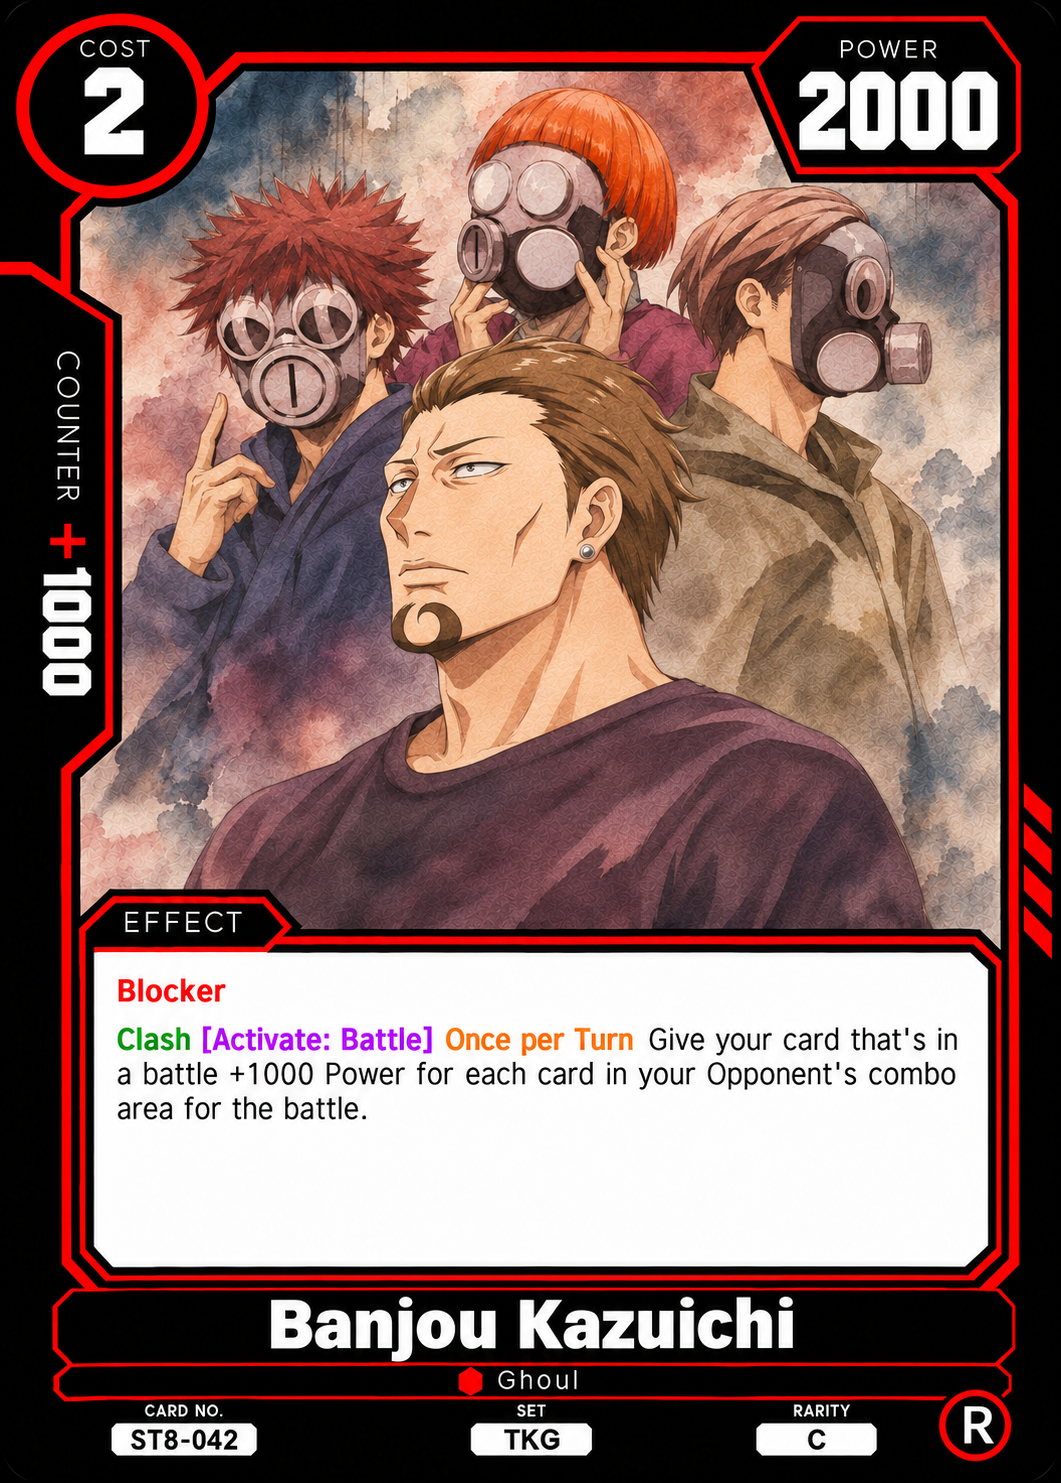 COST
2
POWER
2000
COUNTER
+1000
EFFECT
Blocker
Clash [Activate: Battle] Once per Turn Give your card that's in
a battle +1000 Power for each card in your Opponent's combo
area for the battle.
Banjou Kazuichi
Ghoul
CARD NO.
ST8-042
SET
TKG
RARITY
C
R